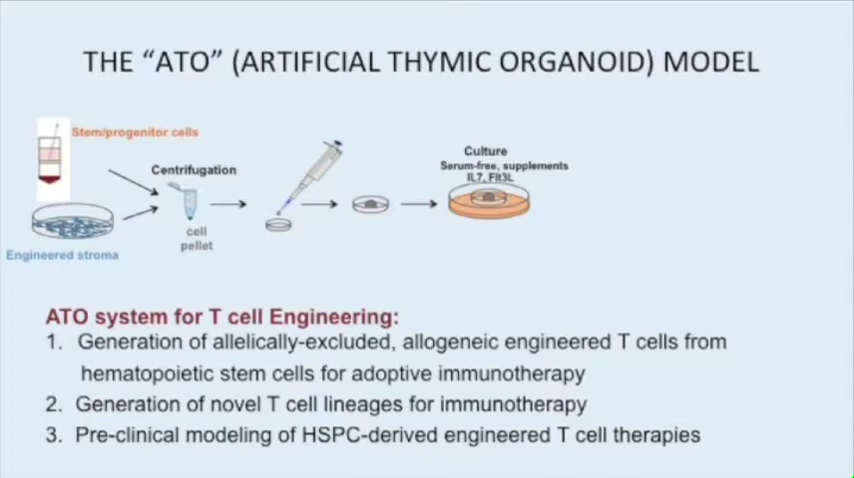 THE “ATO” (ARTIFICIAL THYMIC ORGANOID) MODEL
Stem/progenitor cells
Centrifugation
cell
pellet
Engineered stroma
Culture
Serum-free, supplements
IL7, Flt3L
ATO system for T cell Engineering:
1. Generation of allelically-excluded, allogeneic engineered T cells from
hematopoietic stem cells for adoptive immunotherapy
2. Generation of novel T cell lineages for immunotherapy
3. Pre-clinical modeling of HSPC-derived engineered T cell therapies